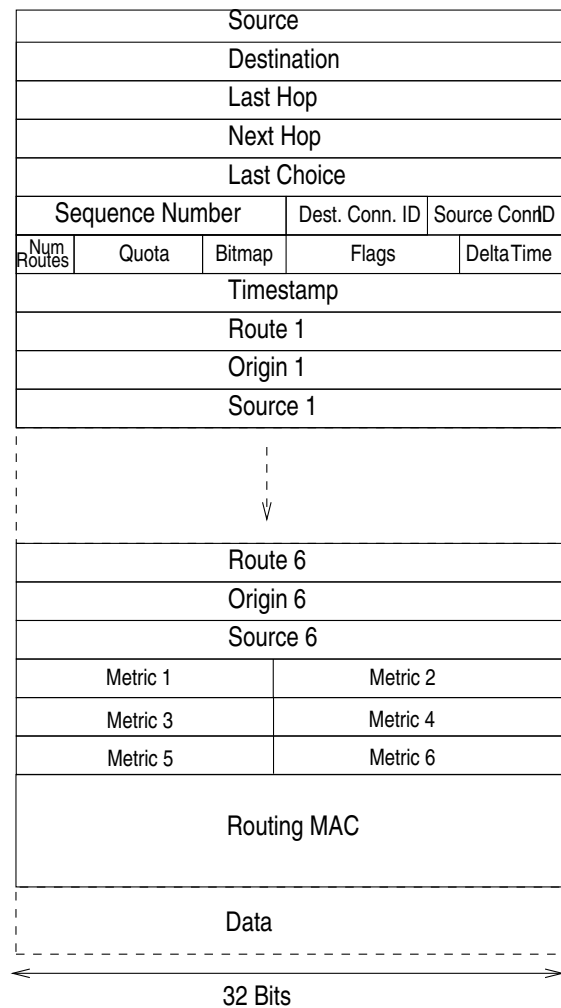 Source
Destination
Last Hop
Next Hop
Last Choice
Sequence Number Dest. Conn. ID Source ConnID
Num Routes Quota Bitmap Flags DeltaTime
Timestamp
Route 1
Origin 1
Source 1
Route 6
Origin 6
Source 6
Metric 1 Metric 2
Metric 3 Metric 4
Metric 5 Metric 6
Routing MAC
Data
32 Bits